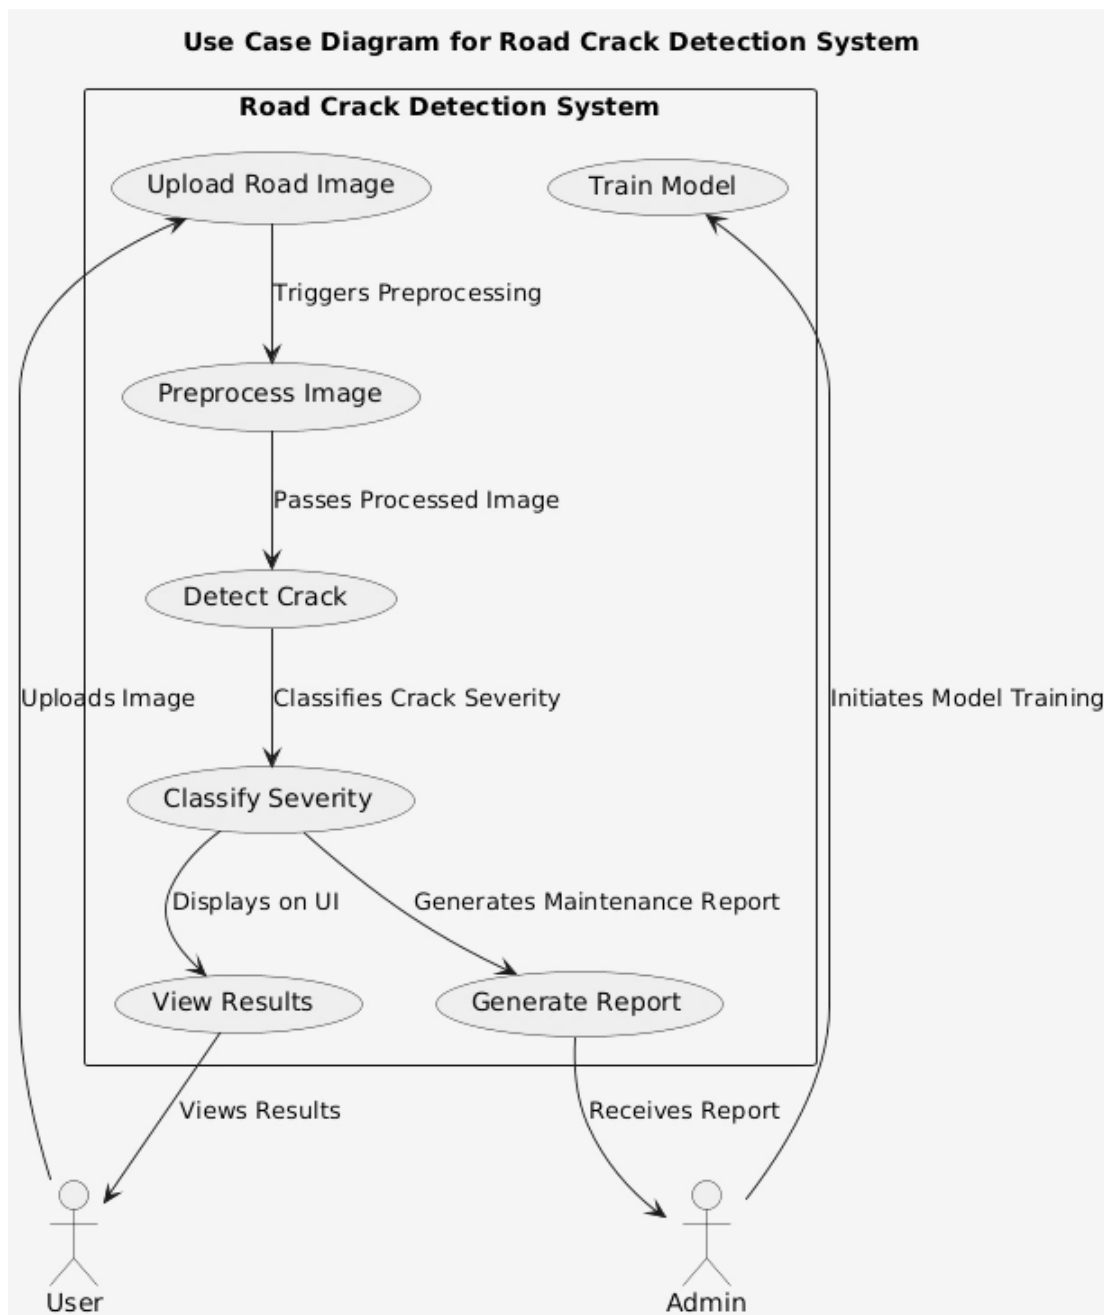 Use Case Diagram for Road Crack Detection System
Road Crack Detection System
Upload Road Image
Train Model
Triggers Preprocessing
Preprocess Image
Passes Processed Image
Detect Crack
Uploads Image
Classifies Crack Severity
Initiates Model Training
Classify Severity
Displays on UI
Generates Maintenance Report
View Results
Generate Report
Views Results
Receives Report
User
Admin